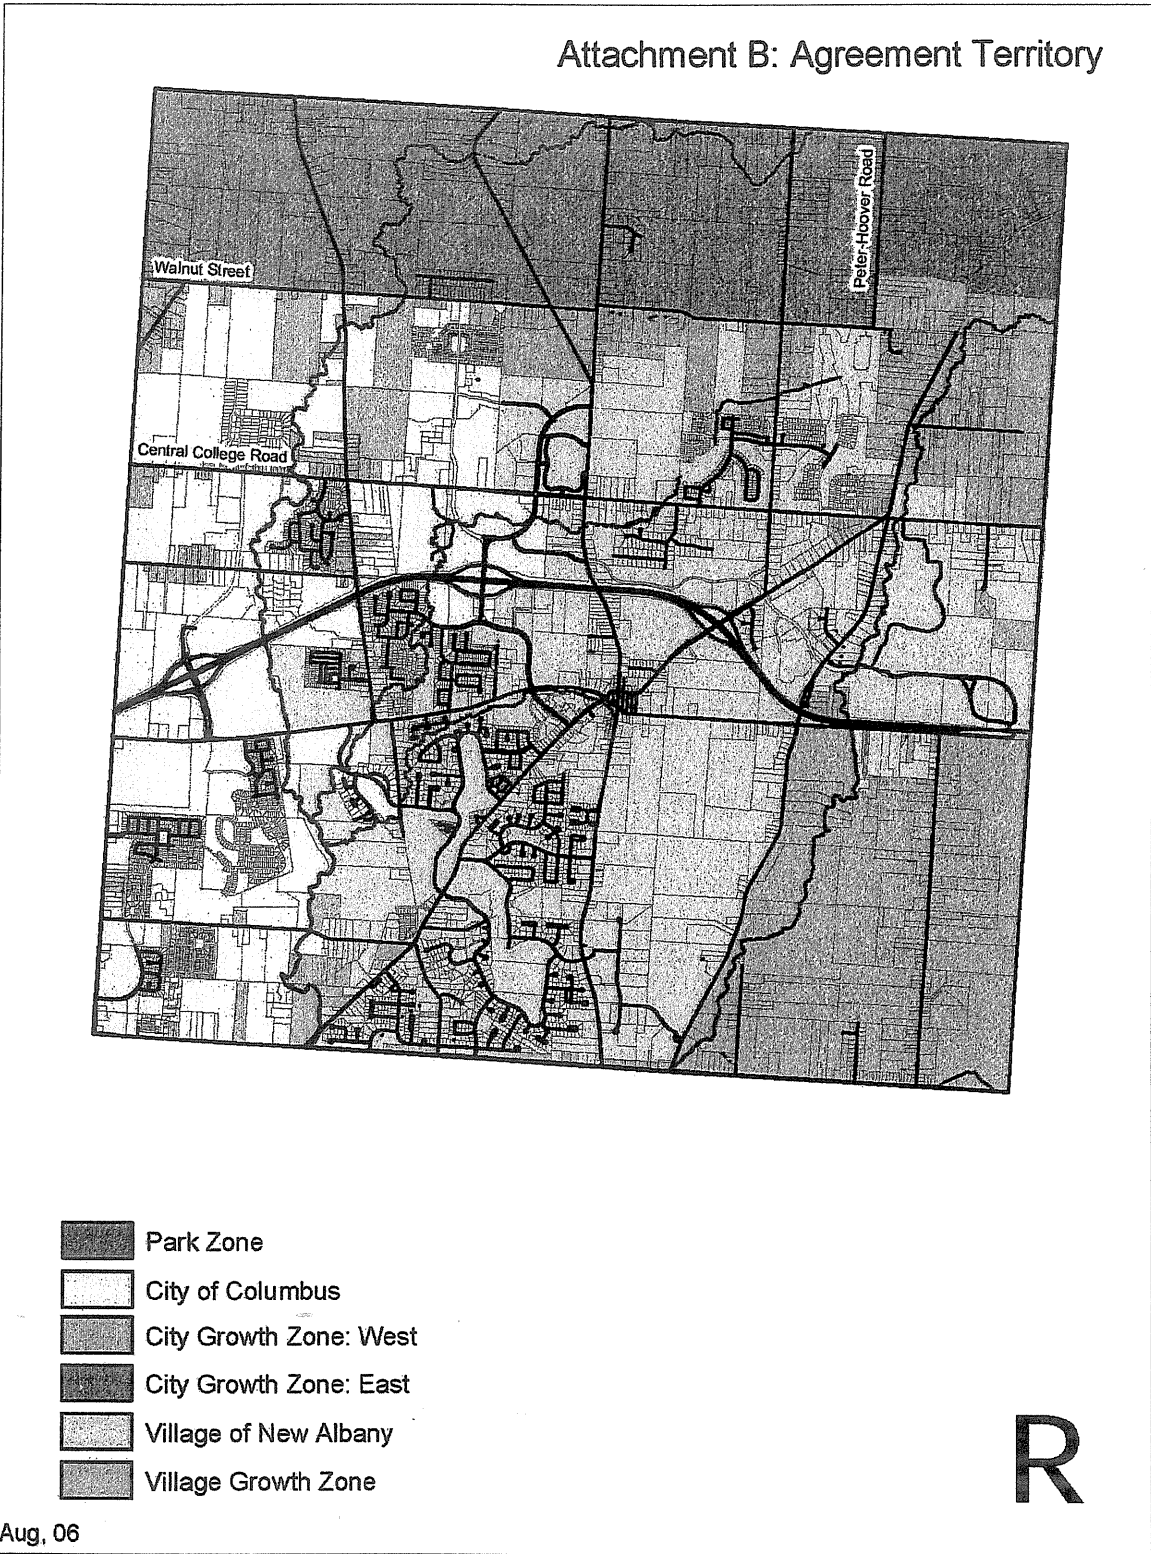 Attachment B: Agreement Territory
Peter-Hoover Road
Walnut Street
Central College Road
Park Zone
City of Columbus
City Growth Zone: West
City Growth Zone: East
Village of New Albany
Village Growth Zone
R
Aug, 06